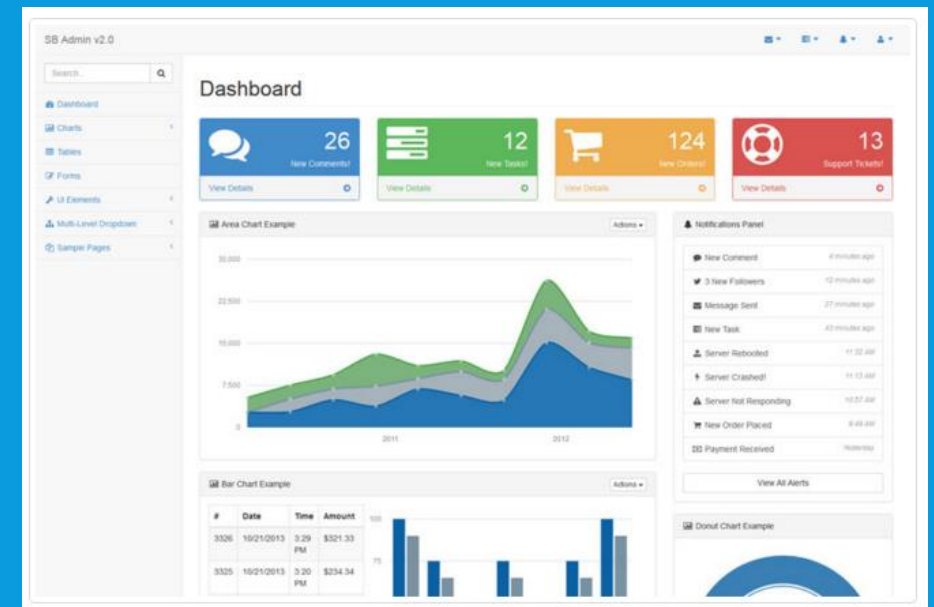 SB Admin v2.0
Search...
Dashboard
Charts
Tables
Forms
UI Elements
Multi-Level Dropdown
Sample Pages
Dashboard
26
New Comments!
View Details
12
New Tasks!
View Details
124
New Orders!
View Details
13
Support Tickets!
View Details
Area Chart Example
Actions
30,000
22,500
15,000
7,500
0
2011
2012
Notifications Panel
New Comment 4 minutes ago
3 New Followers 12 minutes ago
Message Sent 27 minutes ago
New Task 43 minutes ago
Server Rebooted 11:32 AM
Server Crashed! 11:13 AM
Server Not Responding 10:57 AM
New Order Placed 9:49 AM
Payment Received Yesterday
View All Alerts
Bar Chart Example
Actions
# Date Time Amount
3326 10/21/2013 3:29 PM $321.33
3325 10/21/2013 3:20 PM $234.34
100
75
Donut Chart Example